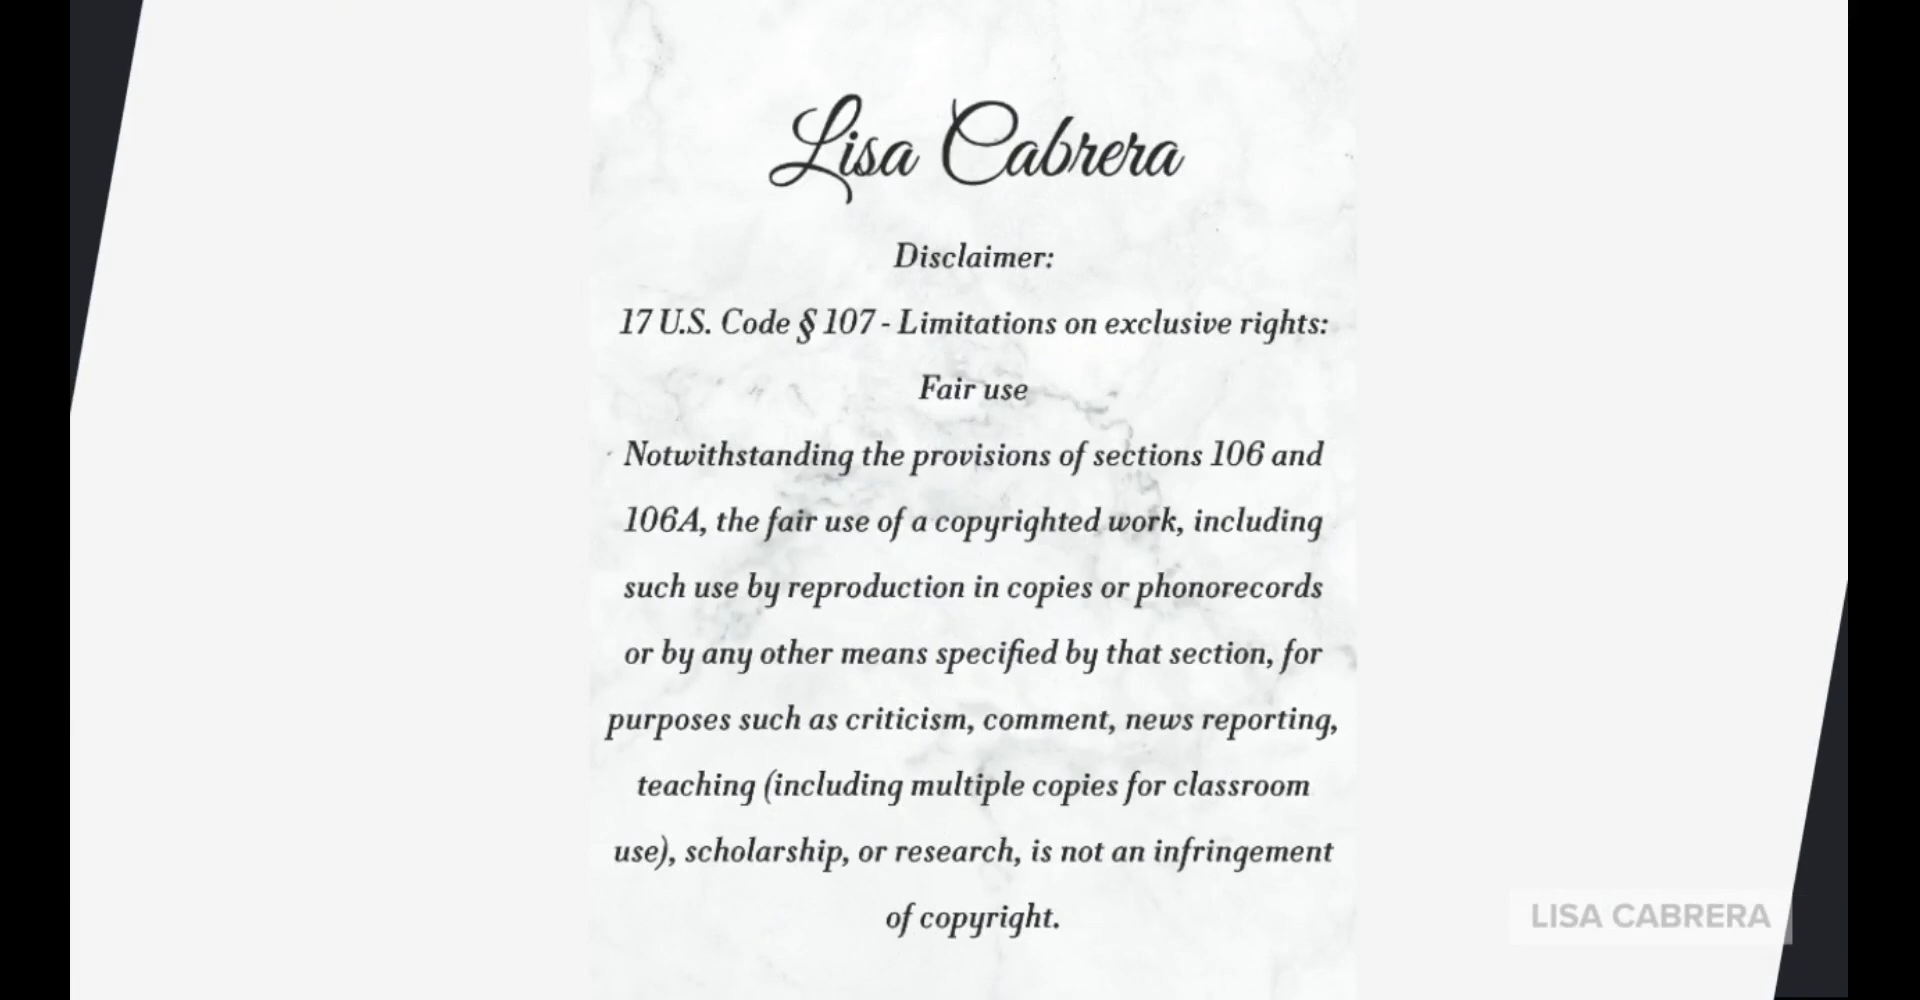 Lisa Cabrera
Disclaimer:
17 U.S. Code § 107 - Limitations on exclusive rights:
Fair use
Notwithstanding the provisions of sections 106 and
106A, the fair use of a copyrighted work, including
such use by reproduction in copies or phonorecords
or by any other means specified by that section, for
purposes such as criticism, comment, news reporting,
teaching (including multiple copies for classroom
use), scholarship, or research, is not an infringement
of copyright.
LISA CABRERA